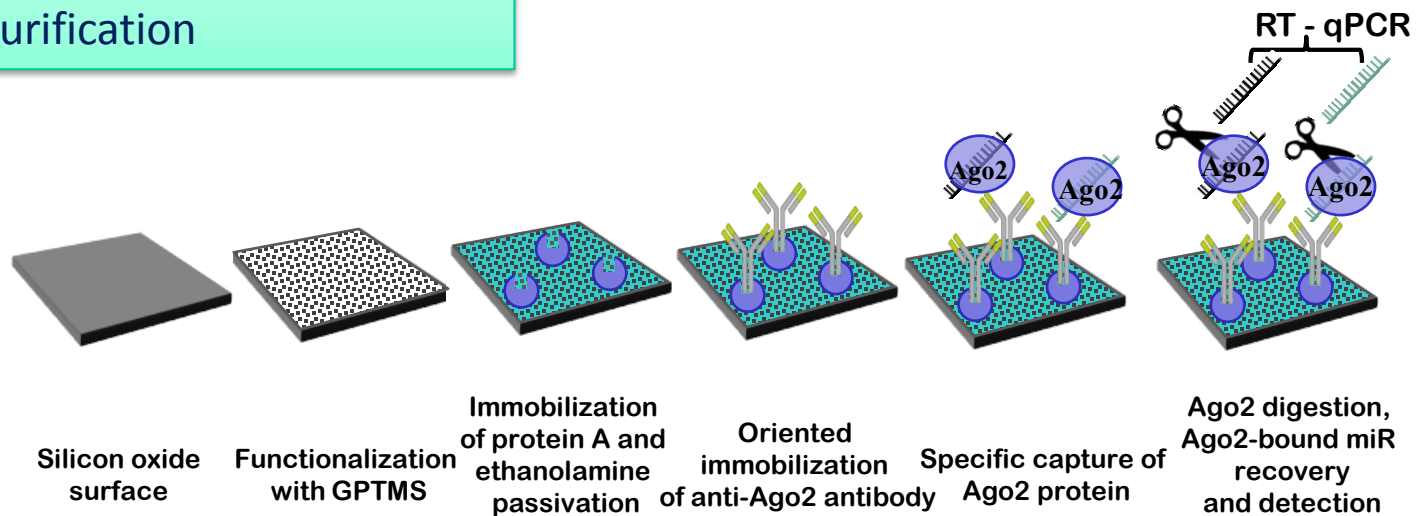 urification
RT - qPCR
Ago2
Ago2
Ago2
Ago2
Silicon oxide
surface
Functionalization
with GPTMS
Immobilization
of protein A and
ethanolamine
passivation
Oriented
immobilization
of anti-Ago2 antibody
Specific capture of
Ago2 protein
Ago2 digestion,
Ago2-bound miR
recovery
and detection